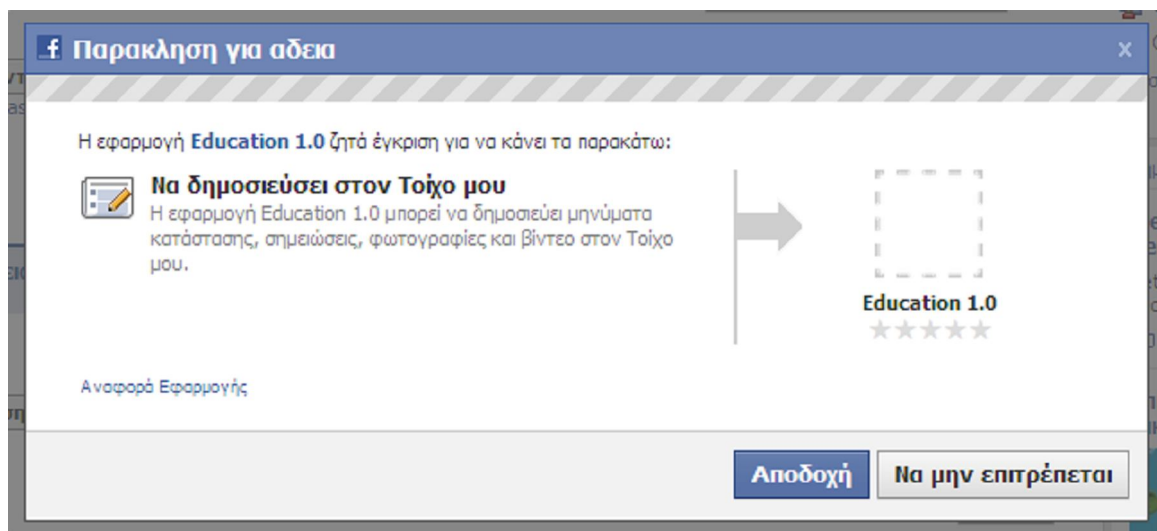 f Παρακληση για αδεια x
Η εφαρμογή Education 1.0 ζητά έγκριση για να κάνει τα παρακάτω:
Να δημοσιεύσει στον Τοίχο μου
Η εφαρμογή Education 1.0 μπορεί να δημοσιεύει μηνύματα
κατάστασης, σημειώσεις, φωτογραφίες και βίντεο στον Τοίχο
μου.
Education 1.0
Αναφορά Εφαρμογής
Αποδοχή Να μην επιτρέπεται